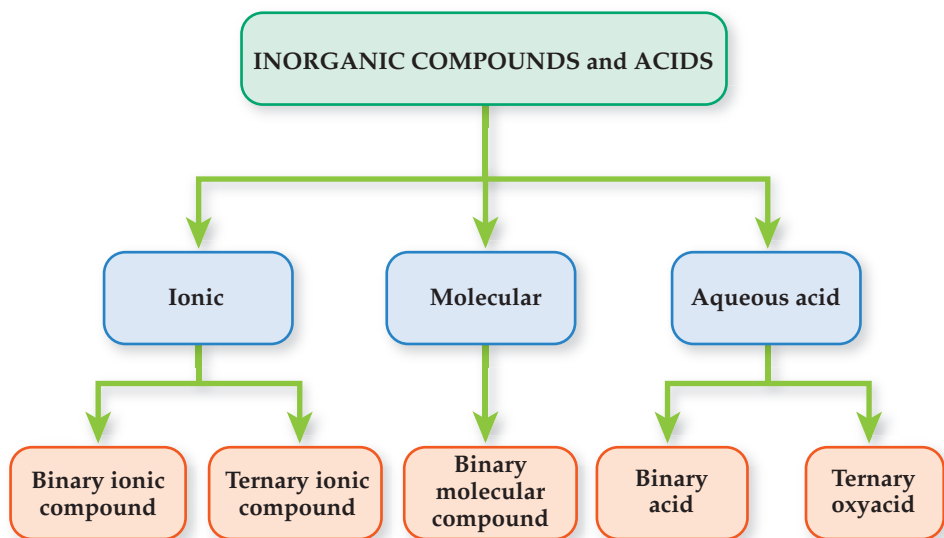 INORGANIC COMPOUNDS and ACIDS
Ionic
Molecular
Aqueous acid
Binary ionic
compound
Ternary ionic
compound
Binary
molecular
compound
Binary
acid
Ternary
oxyacid